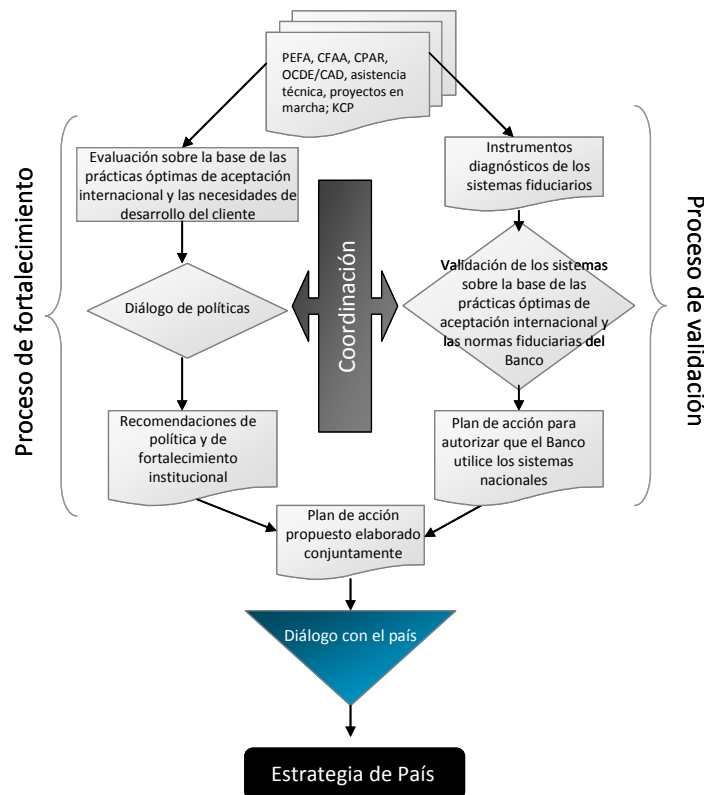 PEFA, CFAA, CPAR,
OCDE/CAD, asistencia
técnica, proyectos en
marcha; KCP
Proceso de fortalecimiento
Evaluación sobre la base de las
prácticas óptimas de aceptación
internacional y las necesidades de
desarrollo del cliente
Diálogo de políticas
Recomendaciones de
política y de
fortalecimiento
institucional
Coordinación
Instrumentos
diagnósticos de los
sistemas fiduciarios
Validación de los sistemas
sobre la base de las
prácticas óptimas de
aceptación internacional y
las normas fiduciarias del
Banco
Plan de acción para
autorizar que el Banco
utilice los sistemas
nacionales
Proceso de validación
Plan de acción
propuesto elaborado
conjuntamente
Diálogo con el país
Estrategia de País